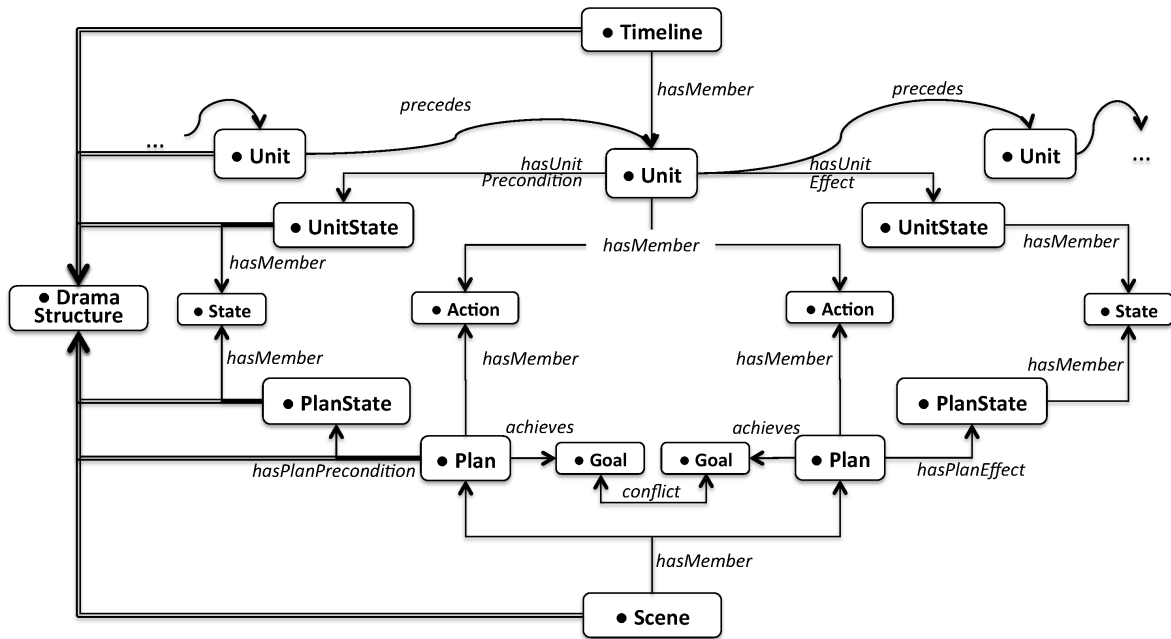 • Timeline
hasMember
precedes
precedes
...
• Unit
hasUnit
Precondition
• Unit
hasUnit
Effect
• Unit
...
• UnitState
• UnitState
hasMember
hasMember
hasMember
• Drama
Structure
• State
• Action
• Action
• State
hasMember
hasMember
hasMember
hasMember
• PlanState
• PlanState
achieves
achieves
hasPlanPrecondition
• Plan
• Goal
• Goal
• Plan
hasPlanEffect
conflict
hasMember
• Scene